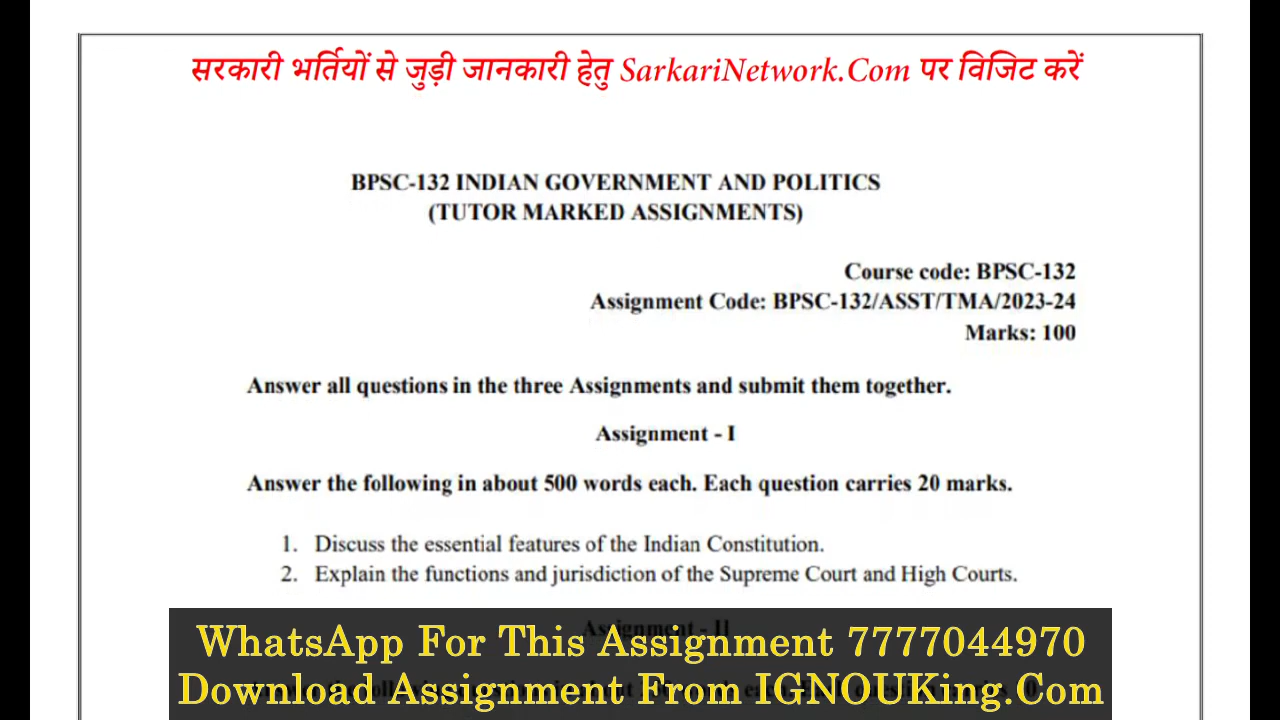 सरकारी भर्तियों से जुड़ी जानकारी हेतु SarkariNetwork.Com पर विजिट करें
BPSC-132 INDIAN GOVERNMENT AND POLITICS
(TUTOR MARKED ASSIGNMENTS)
Course code: BPSC-132
Assignment Code: BPSC-132/ASST/TMA/2023-24
Marks: 100
Answer all questions in the three Assignments and submit them together.
Assignment - I
Answer the following in about 500 words each. Each question carries 20 marks.
1. Discuss the essential features of the Indian Constitution.
2. Explain the functions and jurisdiction of the Supreme Court and High Courts.
Assignment - II
WhatsApp For This Assignment 7777044970
Download Assignment From IGNOUKing.Com